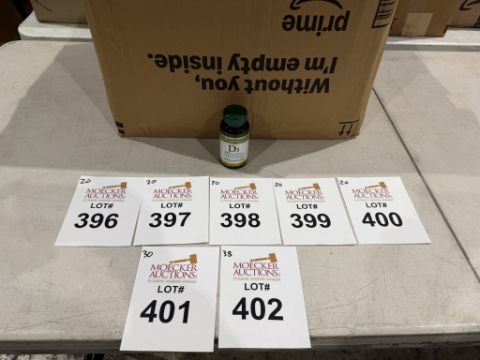 prime
Without you,
I'm empty inside.
D3
20
MOECKER
AUCTIONS
LOT#
396
20
MOECKER
AUCTIONS
LOT#
397
20
MOECKER
AUCTIONS
LOT#
398
20
MOECKER
AUCTIONS
LOT#
399
20
MOECKER
AUCTIONS
LOT#
400
30
MOECKER
AUCTIONS
LOT#
401
38
MOECKER
AUCTIONS
LOT#
402